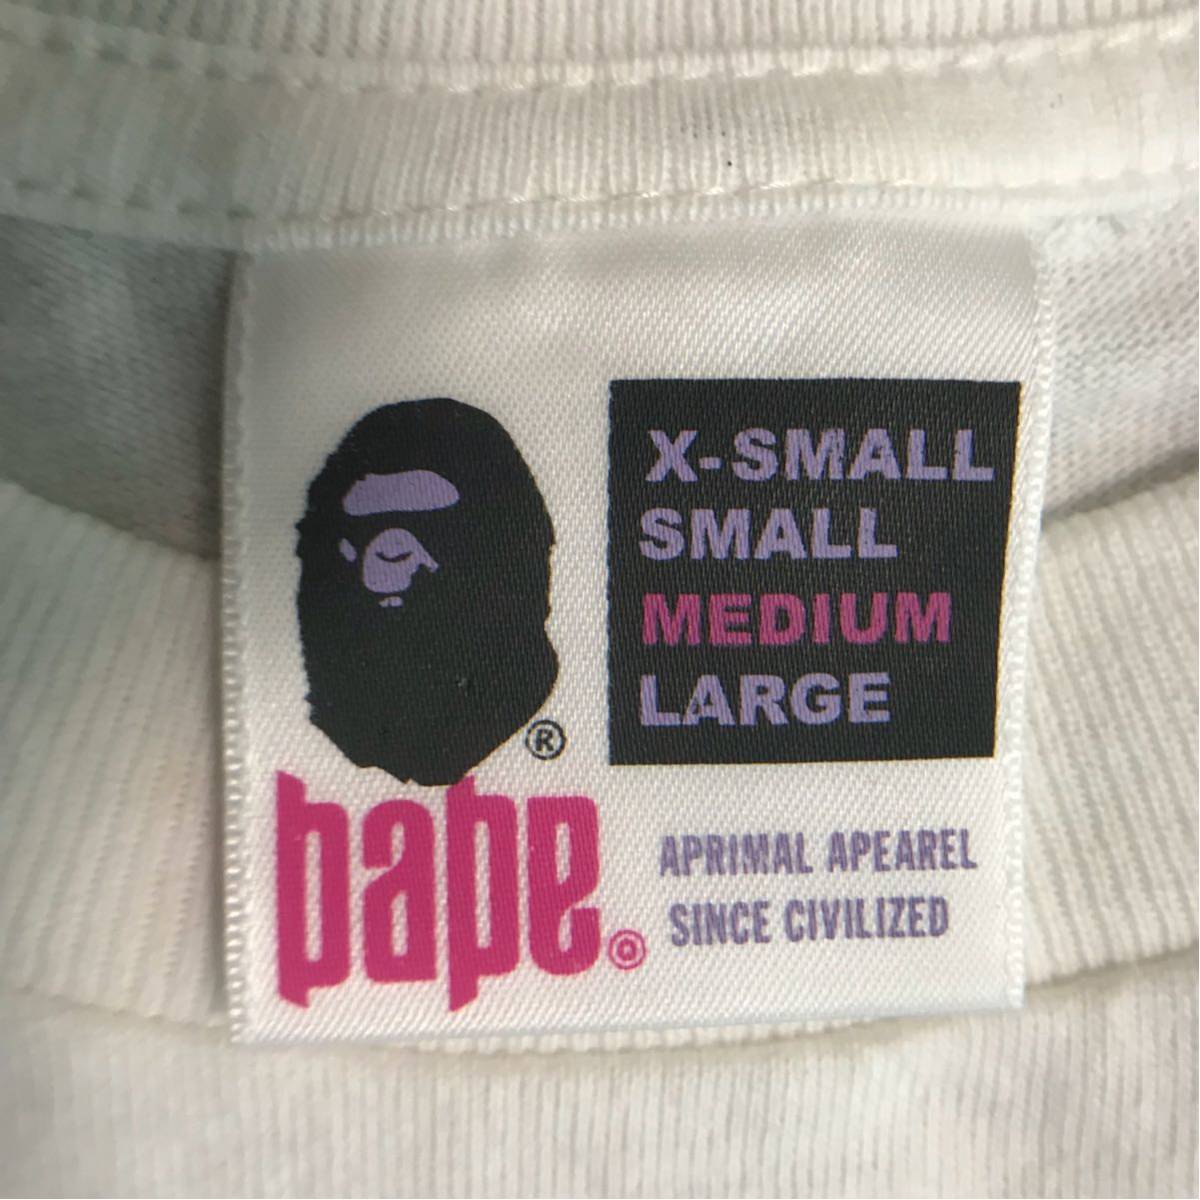 X-SMALL
SMALL
MEDIUM
LARGE
®
bape®
APRIMAL APEAREL
SINCE CIVILIZED